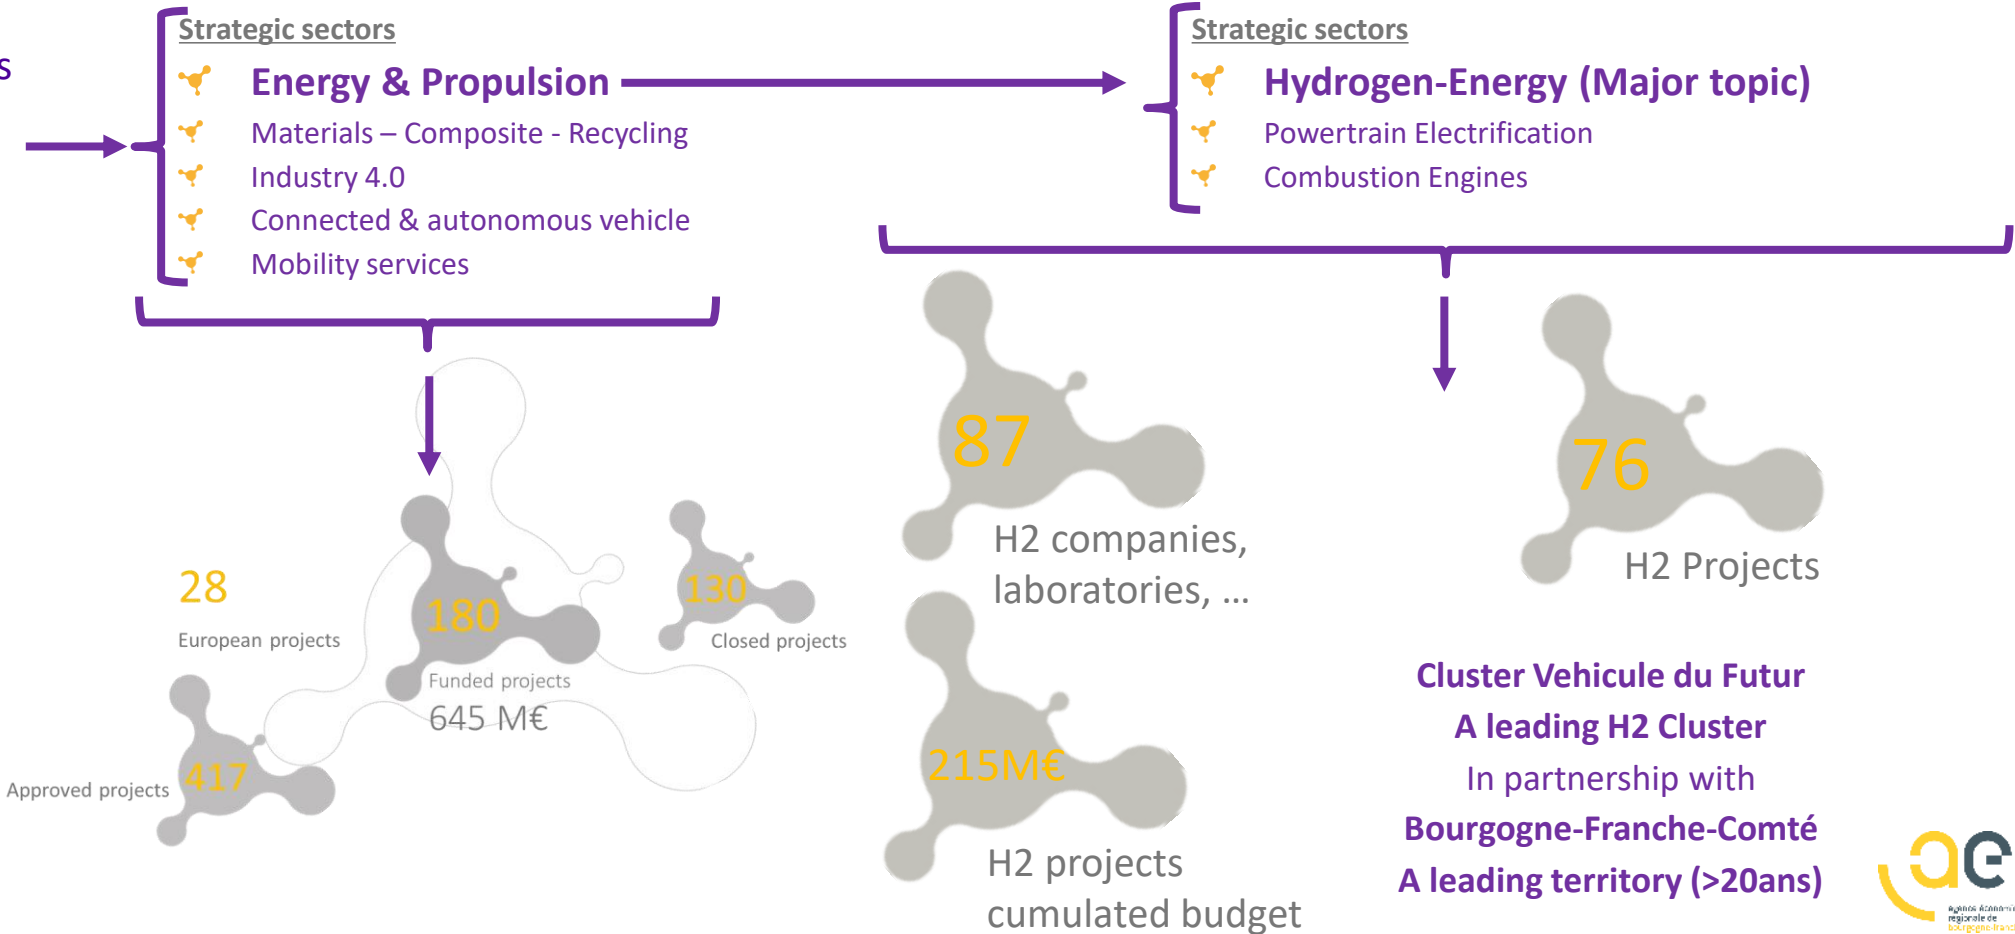 s
Strategic sectors
Energy & Propulsion
Materials – Composite - Recycling
Industry 4.0
Connected & autonomous vehicle
Mobility services
Strategic sectors
Hydrogen-Energy (Major topic)
Powertrain Electrification
Combustion Engines
28
European projects
180
Funded projects
645 M€
130
Closed projects
Approved projects
417
87
H2 companies,
laboratories, ...
76
H2 Projects
215M€
H2 projects
cumulated budget
Cluster Vehicule du Futur
A leading H2 Cluster
In partnership with
Bourgogne-Franche-Comté
A leading territory (>20ans)
ae
régionale de